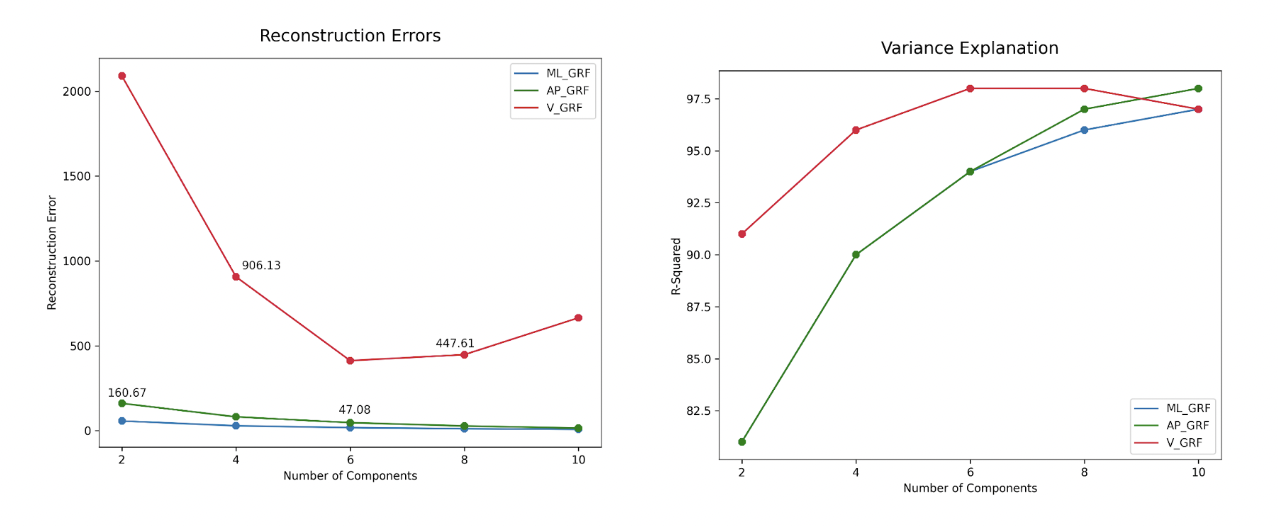 Reconstruction Errors
2000
1500
1000
500
0
Reconstruction Error
ML_GRF
AP_GRF
V_GRF
906.13
447.61
160.67
47.08
2 4 6 8 10
Number of Components
Variance Explanation
97.5
95.0
92.5
90.0
87.5
85.0
82.5
R-Squared
ML_GRF
AP_GRF
V_GRF
2 4 6 8 10
Number of Components